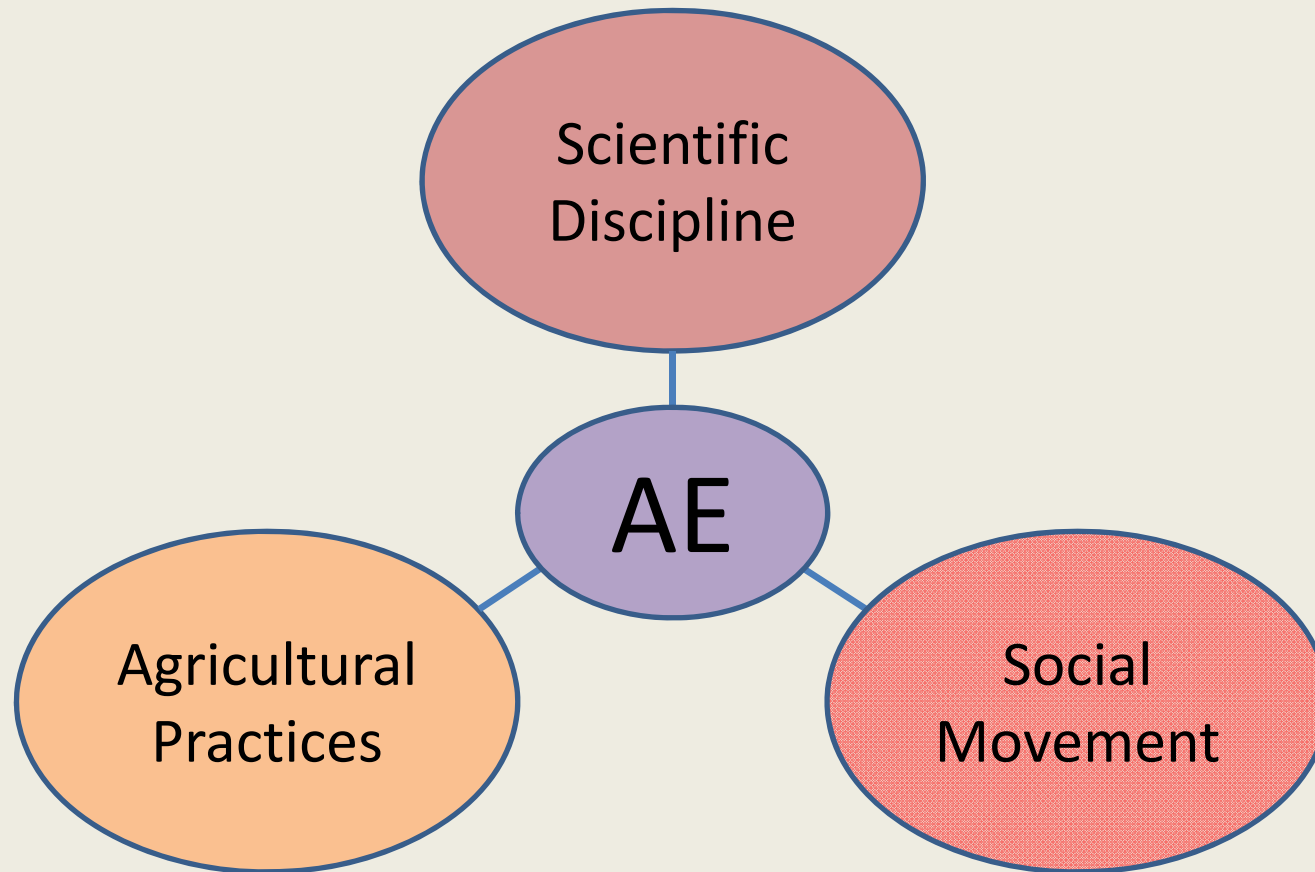 Scientific
Discipline
AE
Agricultural
Practices
Social
Movement